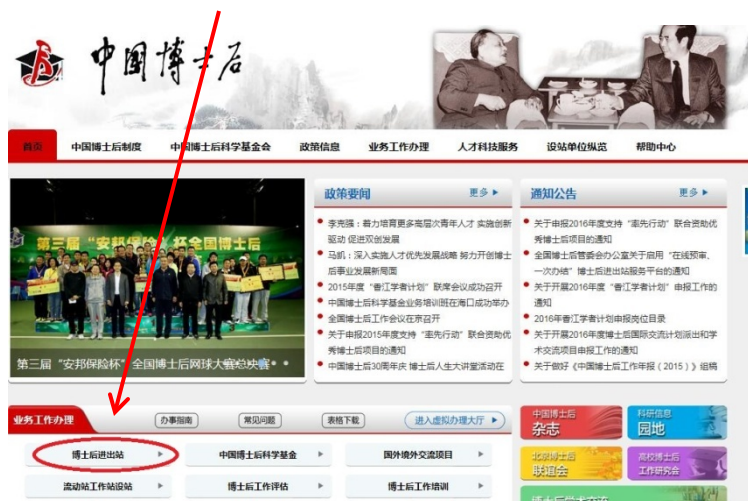 中国博士后
首页 中国博士后制度 中国博士后科学基金会 政策信息 业务工作办理 人才科技服务 设站单位纵览 帮助中心
第三届“安邦保险”杯全国博士后
第三届“安邦保险杯”全国博士后网球大赛总决赛
政策要闻 更多
李克强：着力培育更多高层次青年人才 实施创新
驱动 促进双创发展
马凯：深入实施人才优先发展战略 努力开创博士
后事业发展新局面
2015年度“香江学者计划”联席会议成功召开
中国博士后科学基金业务培训班在海口成功举办
全国博士后工作会议在京召开
关于申报2015年度支持“率先行动”联合资助优
秀博士后项目的通知
中国博士后30周年庆 博士后人生大讲堂活动在
通知公告 更多
关于申报2016年度支持“率先行动”联合资助优
秀博士后项目的通知
全国博士后管委会办公室关于启用“在线预审、
一次办结”博士后进出站服务平台的通知
关于开展2016年度“香江学者计划”申报工作的
通知
2016年香江学者计划申报岗位目录
关于开展2016年度博士后国际交流计划派出和学
术交流项目申报工作的通知
关于做好《中国博士后工作年报（2015）》组稿
业务工作办理 办事指南 常见问题 表格下载 进入虚拟办理大厅
博士后进出站 中国博士后科学基金 国外境外交流项目
流动站工作站设站 博士后工作评估 博士后工作培训
中国博士后
杂志
科研信息
园地
北京博士后
联谊会
高校博士后
工作研究会
博士后学术交流